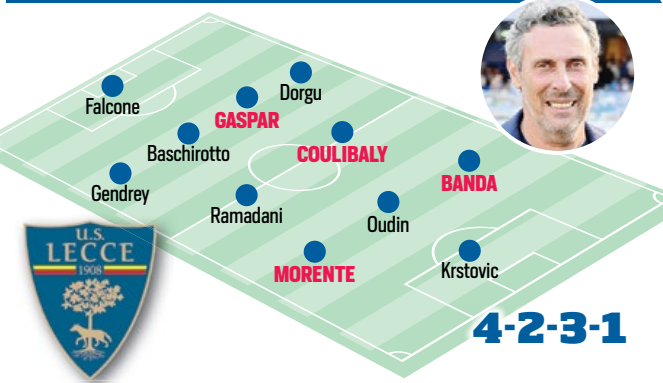 Falcone
Dorgu
GASPAR
Baschirotto
COULIBALY
Gendrey
BANDA
Ramadani
Oudin
MORENTE
Krstovic
U.S.
LECCE
1908
4-2-3-1